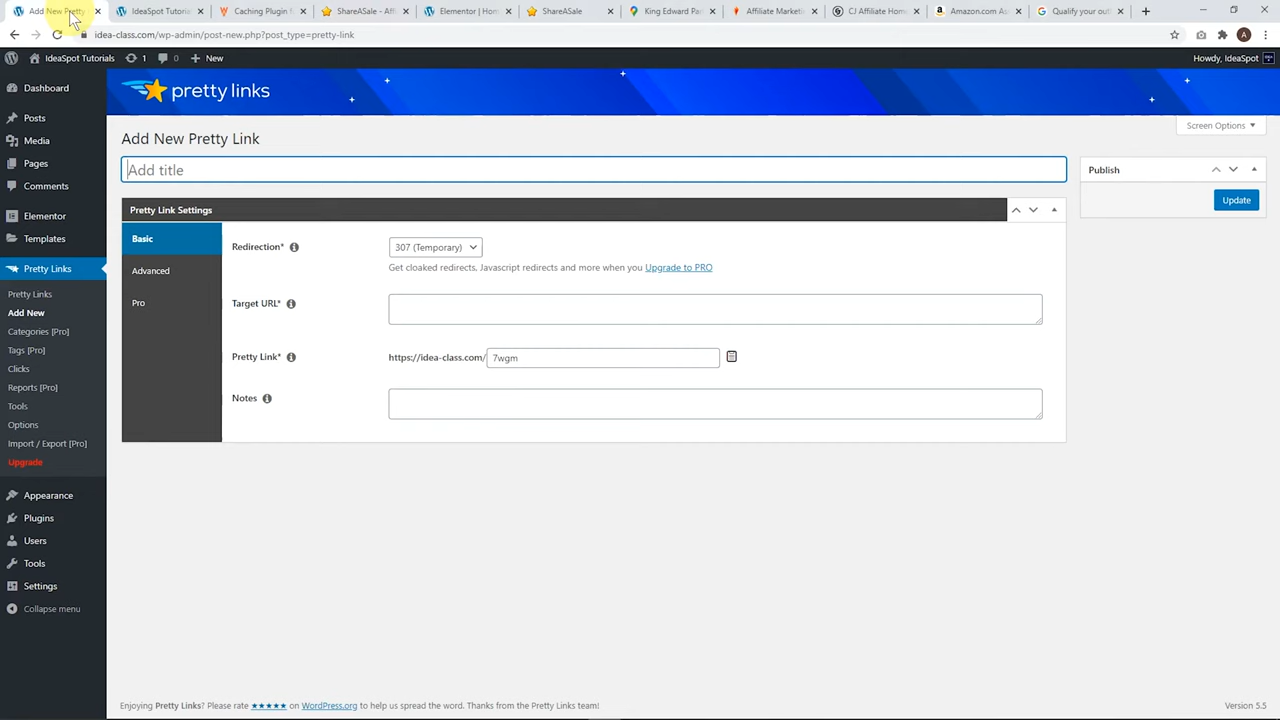 Add New Pretty
IdeaSpot Tutoria
Caching Plugin f
ShareASale - Affi
Elementor | Hom
ShareASale
King Edward Par
Affiliate Marketi
CJ Affiliate Hom
Amazon.com As
Qualify your out
idea-class.com/wp-admin/post-new.php?post_type=pretty-link
A
IdeaSpot Tutorials
1
0
New
Howdy, IdeaSpot
pretty links
Dashboard
Posts
Media
Pages
Comments
Elementor
Templates
Pretty Links
Pretty Links
Add New
Categories [Pro]
Tags [Pro]
Clicks
Reports [Pro]
Tools
Options
Import / Export [Pro]
Upgrade
Appearance
Plugins
Users
Tools
Settings
Collapse menu
Screen Options
Add New Pretty Link
Add title
Pretty Link Settings
Basic
Advanced
Pro
Redirection*
307 (Temporary)
Get cloaked redirects, Javascript redirects and more when you Upgrade to PRO
Target URL*
Pretty Link*
https://idea-class.com/ 7wgm
Notes
Publish
Update
Enjoying Pretty Links? Please rate ★★★★★ on WordPress.org to help us spread the word. Thanks from the Pretty Links team!
Version 5.5